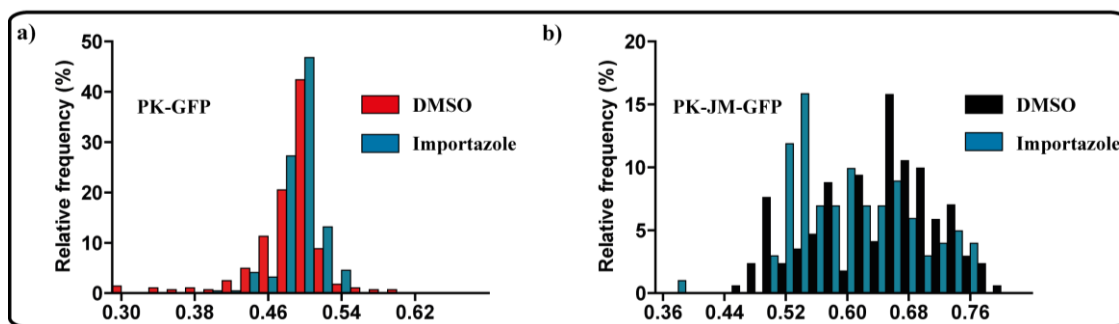 a)
Relative frequency (%)
50
40
30
20
10
0
PK-GFP
DMSO
Importazole
0.30 0.38 0.46 0.54 0.62
b)
Relative frequency (%)
20
15
10
5
0
PK-JM-GFP
DMSO
Importazole
0.36 0.44 0.52 0.60 0.68 0.76